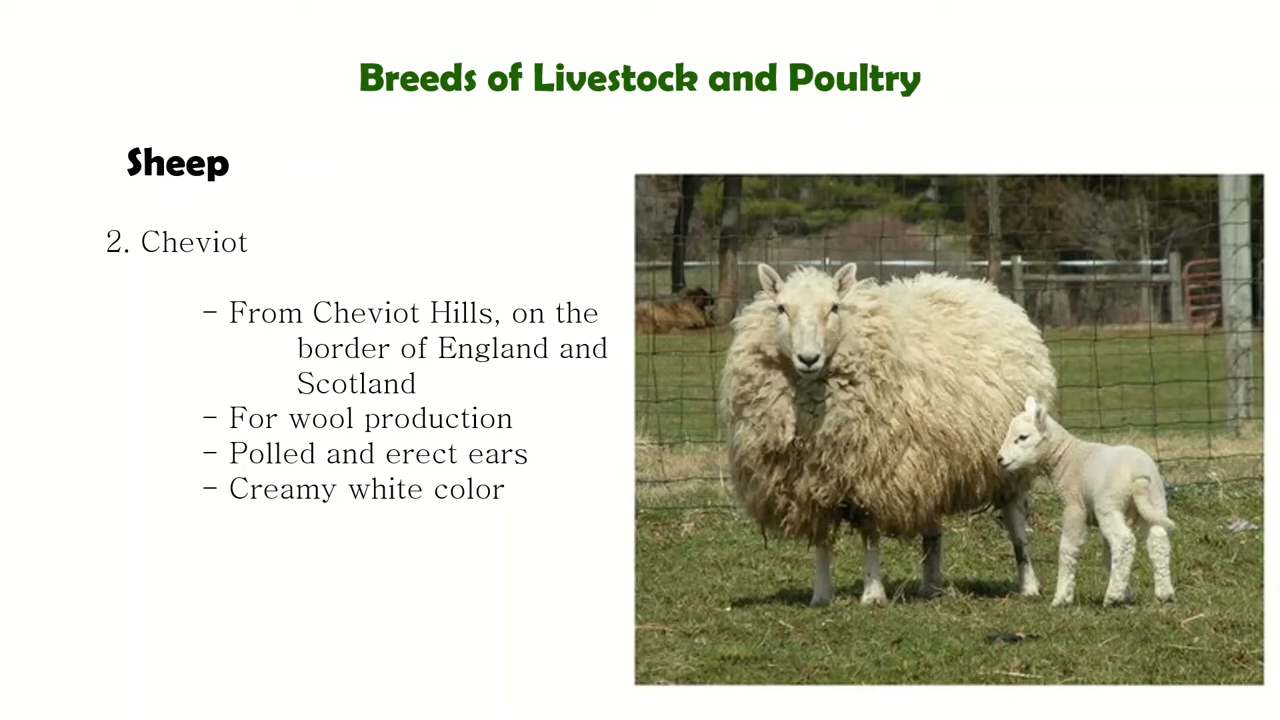 Breeds of Livestock and Poultry
Sheep
2. Cheviot
- From Cheviot Hills, on the
border of England and
Scotland
- For wool production
- Polled and erect ears
- Creamy white color